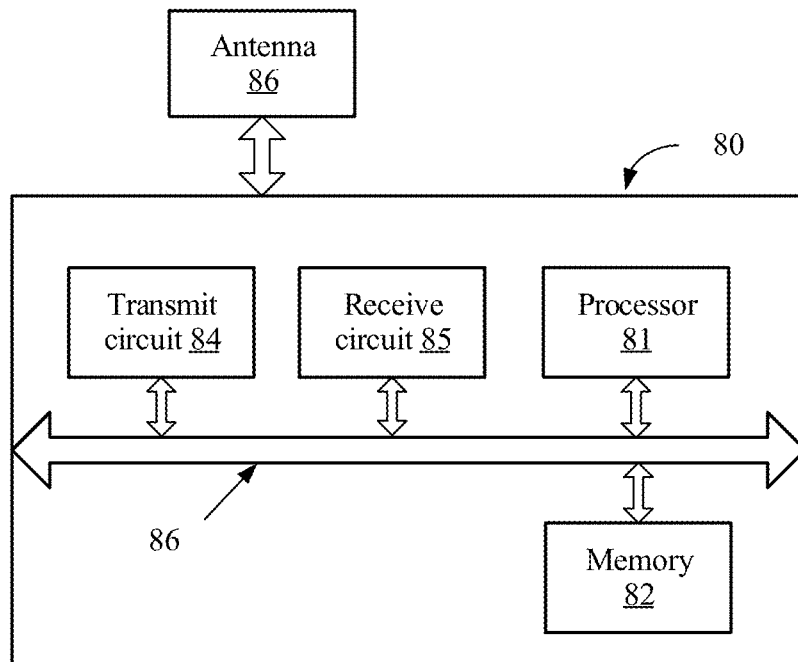 Antenna
86
80
Transmit
circuit 84
Receive
circuit 85
Processor
81
86
Memory
82